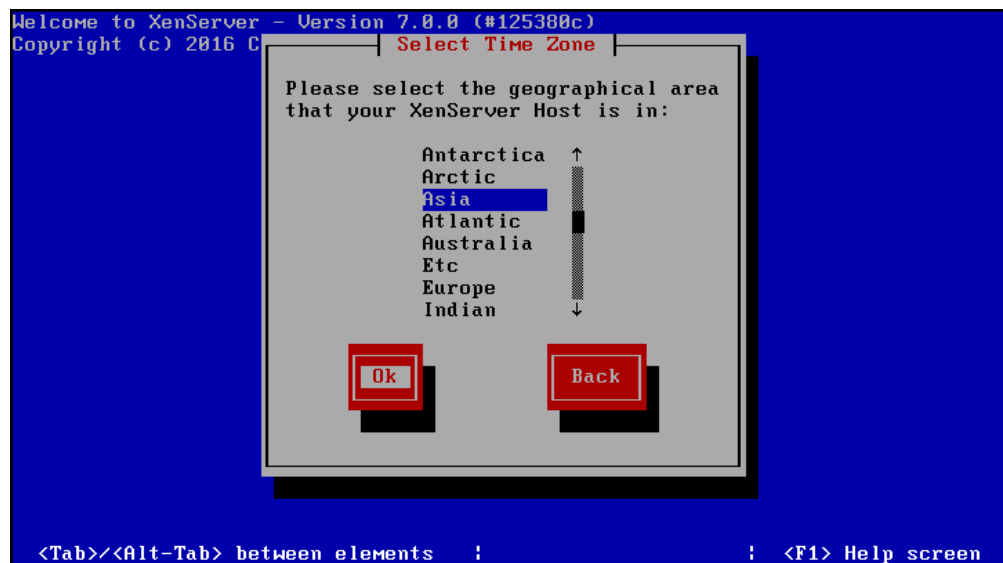 Welcome to XenServer - Version 7.0.0 (#125380c)
Copyright (c) 2016 C
Select Time Zone
Please select the geographical area
that your XenServer Host is in:
Antarctica ↑
Arctic
Asia
Atlantic
Australia
Etc
Europe
Indian ↓
Ok Back
<Tab>/<Alt-Tab> between elements ¦ ¦ <F1> Help screen